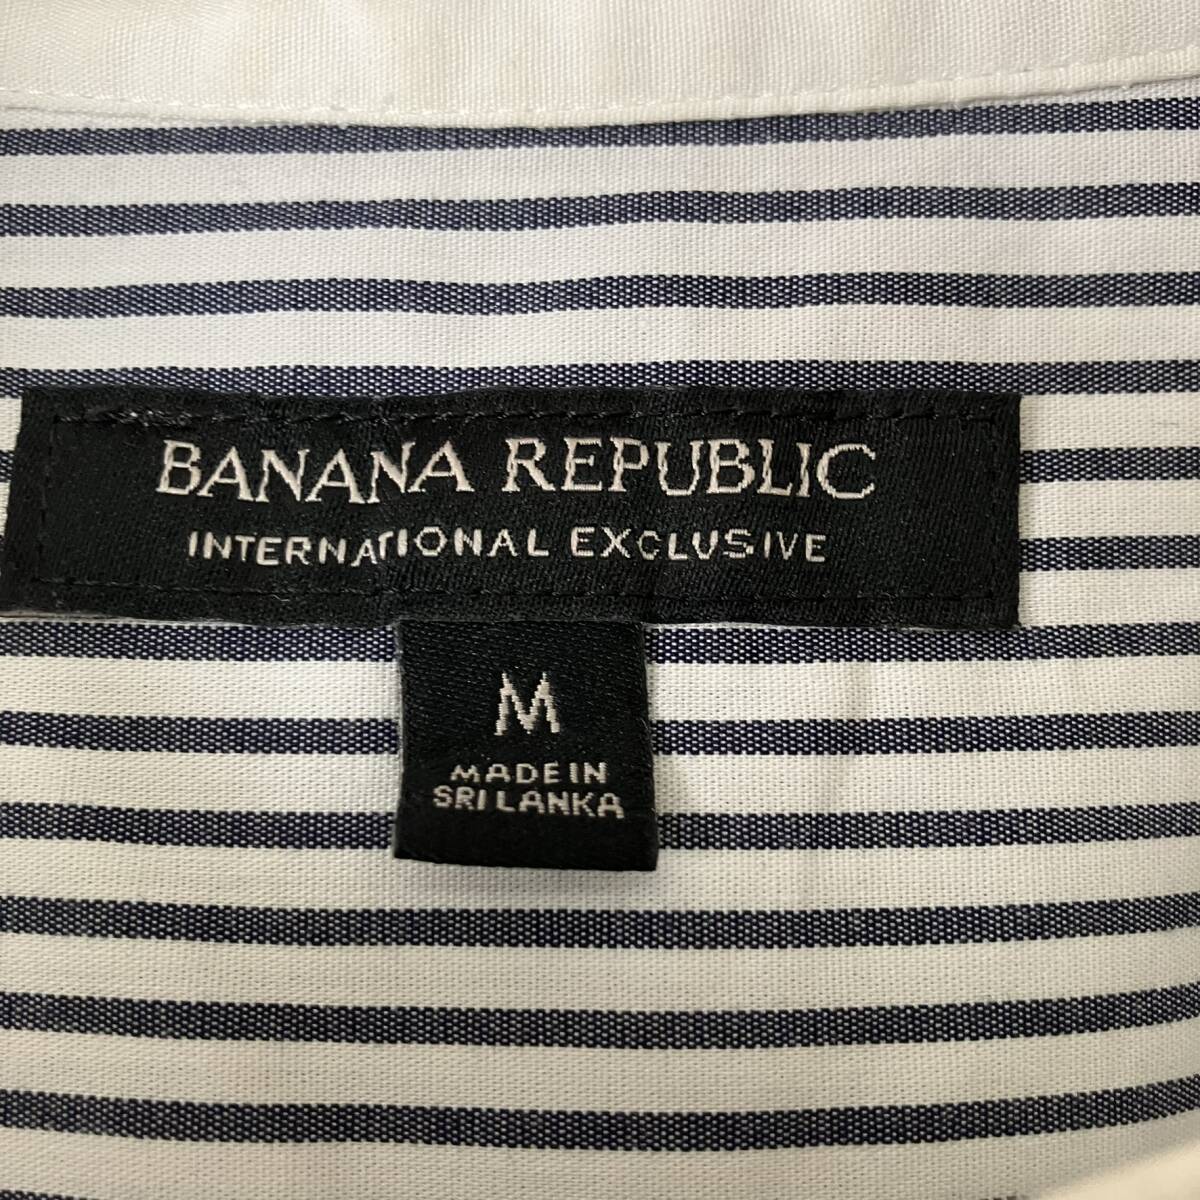 BANANA REPUBLIC
INTERNATIONAL EXCLUSIVE
M
MADE IN
SRI LANKA